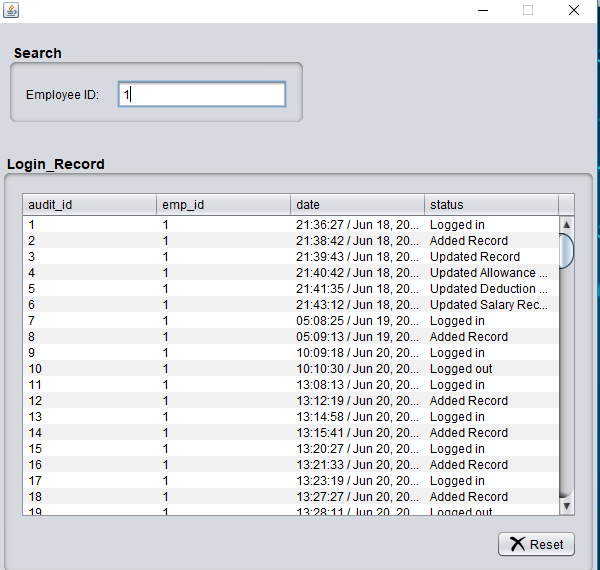 Search
Employee ID: 1
Login_Record
audit_id emp_id date status
1 1 21:36:27 / Jun 18, 20... Logged in
2 1 21:38:42 / Jun 18, 20... Added Record
3 1 21:39:43 / Jun 18, 20... Updated Record
4 1 21:40:42 / Jun 18, 20... Updated Allowance ...
5 1 21:41:35 / Jun 18, 20... Updated Deduction ...
6 1 21:43:12 / Jun 18, 20... Updated Salary Rec...
7 1 05:08:25 / Jun 19, 20... Logged in
8 1 05:09:13 / Jun 19, 20... Added Record
9 1 10:09:18 / Jun 20, 20... Logged in
10 1 10:10:30 / Jun 20, 20... Logged out
11 1 13:08:13 / Jun 20, 20... Logged in
12 1 13:12:19 / Jun 20, 20... Added Record
13 1 13:14:58 / Jun 20, 20... Logged in
14 1 13:15:41 / Jun 20, 20... Added Record
15 1 13:20:27 / Jun 20, 20... Logged in
16 1 13:21:33 / Jun 20, 20... Added Record
17 1 13:23:19 / Jun 20, 20... Logged in
18 1 13:27:27 / Jun 20, 20... Added Record
19 1 13:28:11 / Jun 20, 20... Logged out
Reset